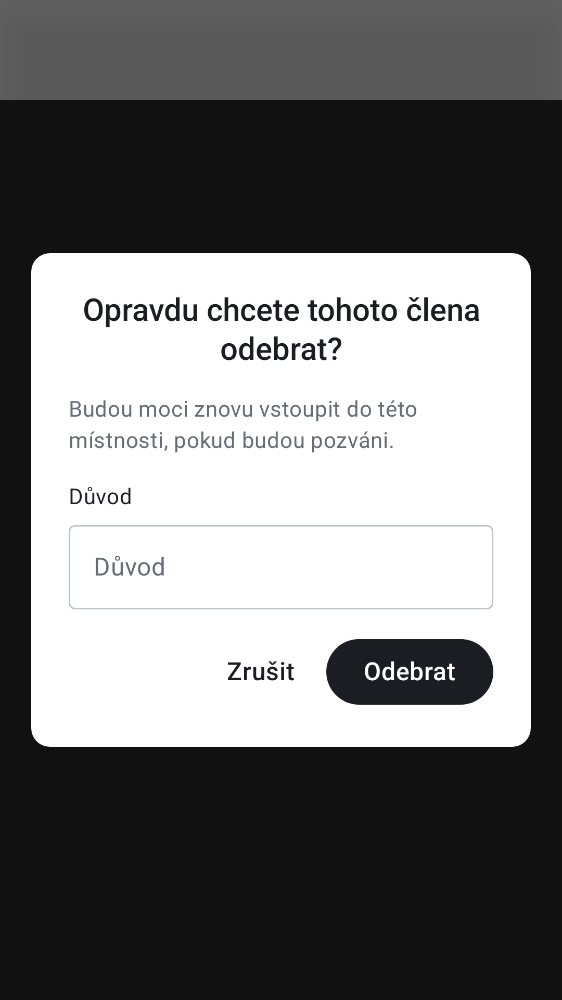 Opravdu chcete tohoto člena
odebrat?
Budou moci znovu vstoupit do této
místnosti, pokud budou pozváni.
Důvod
Důvod
Zrušit Odebrat